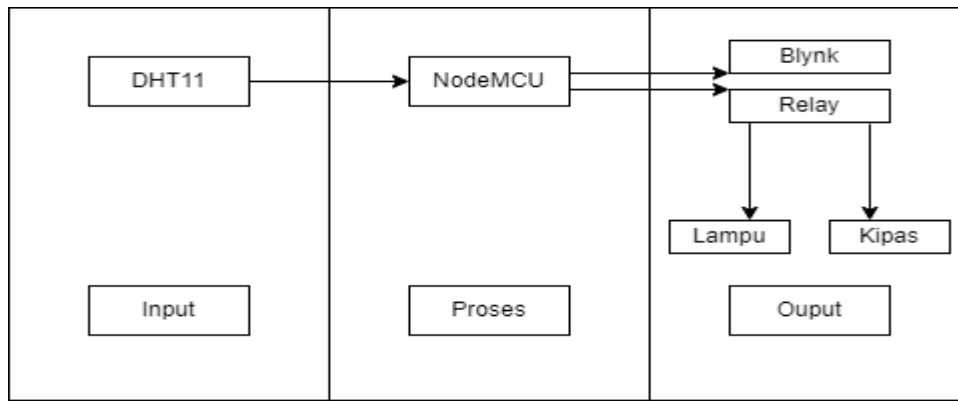 DHT11
NodeMCU
Blynk
Relay
Lampu
Kipas
Input
Proses
Ouput